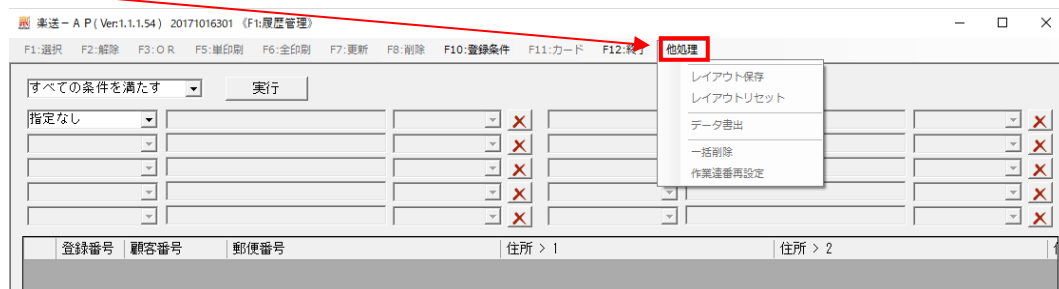 楽送－ＡＰ( Ver:1.1.1.54 ) 20171016301 《F1:履歴管理》
F1:選択 F2:解除 F3:ＯＲ F5:単印刷 F6:全印刷 F7:更新 F8:削除 F10:登録条件 F11:カード F12:終了 他処理
レイアウト保存
レイアウトリセット
データ書出
一括削除
作業連番再設定
すべての条件を満たす 実行
指定なし
登録番号 顧客番号 郵便番号 住所 > 1 住所 > 2